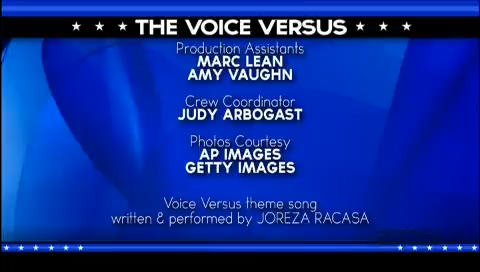 THE VOICE VERSUS
Production Assistants
MARC LEAN
AMY VAUGHN
Crew Coordinator
JUDY ARBOGAST
Photos Courtesy
AP IMAGES
GETTY IMAGES
Voice Versus theme song
written & performed by JOREZA RACASA